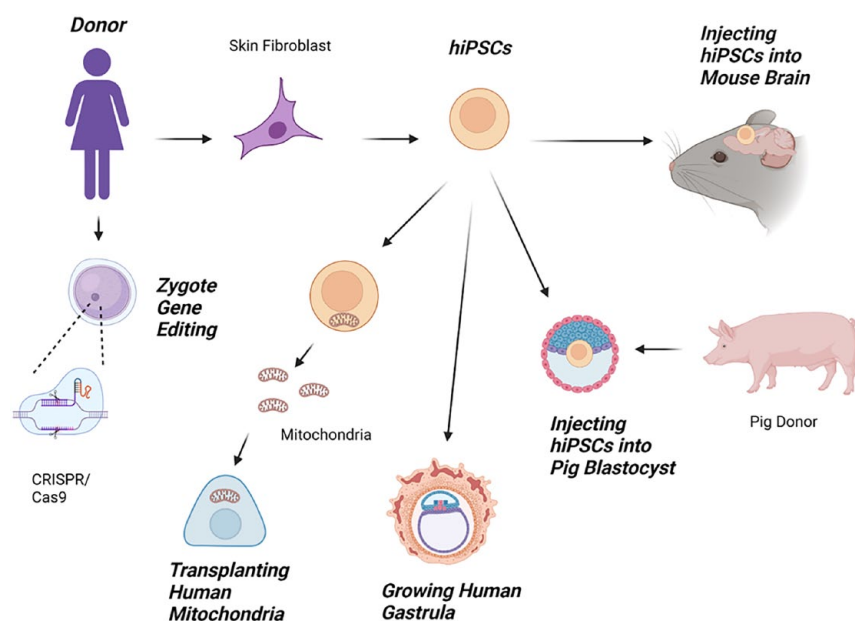 Donor
Skin Fibroblast
hiPSCs
Injecting
hiPSCs into
Mouse Brain
Zygote
Gene
Editing
CRISPR/
Cas9
Mitochondria
Transplanting
Human
Mitochondria
Growing Human
Gastrula
Injecting
hiPSCs into
Pig Blastocyst
Pig Donor